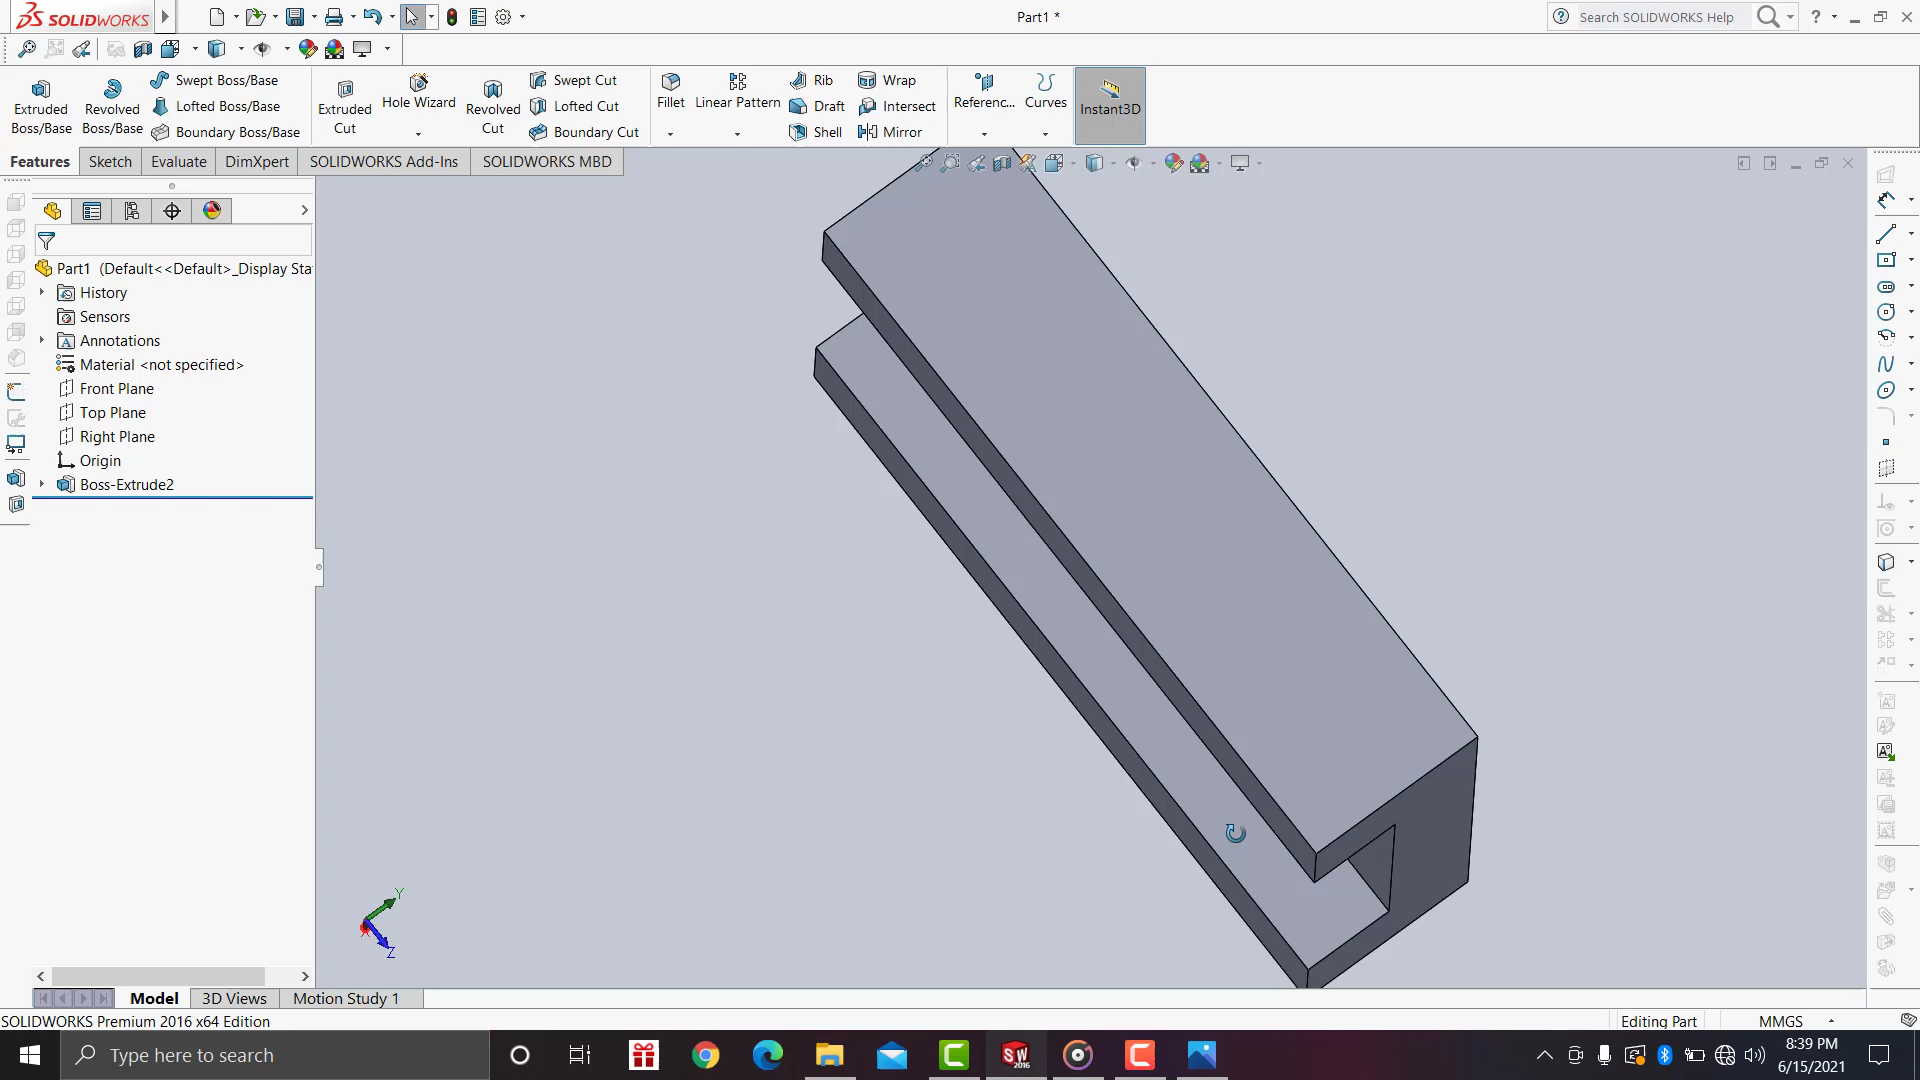 SOLIDWORKS
Part1 *
Search SOLIDWORKS Help
Extruded Boss/Base
Revolved Boss/Base
Swept Boss/Base
Lofted Boss/Base
Boundary Boss/Base
Extruded Cut
Hole Wizard
Revolved Cut
Swept Cut
Lofted Cut
Boundary Cut
Fillet
Linear Pattern
Rib
Draft
Shell
Wrap
Intersect
Mirror
Referenc...
Curves
Instant3D
Features
Sketch
Evaluate
DimXpert
SOLIDWORKS Add-Ins
SOLIDWORKS MBD
Part1 (Default<<Default>_Display Sta
History
Sensors
Annotations
Material <not specified>
Front Plane
Top Plane
Right Plane
Origin
Boss-Extrude2
Y
X
Z
Model
3D Views
Motion Study 1
SOLIDWORKS Premium 2016 x64 Edition
Editing Part
MMGS
Type here to search
SW
2016
8:39 PM
6/15/2021